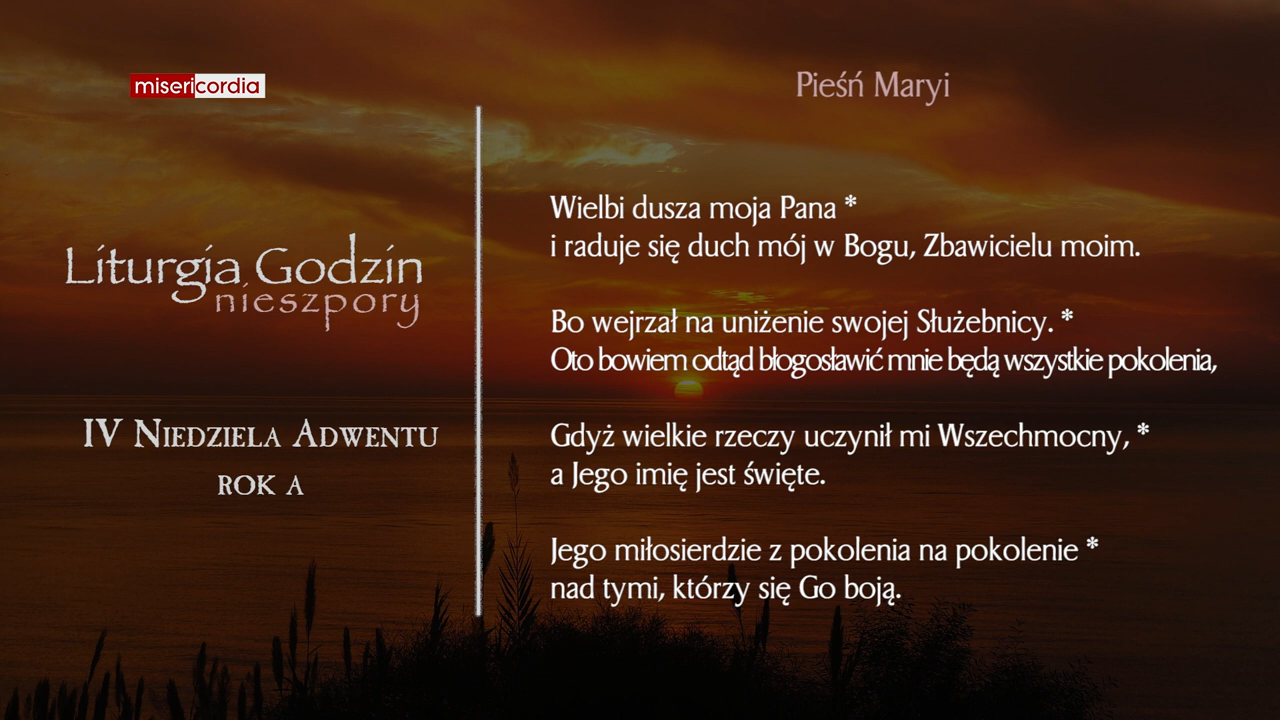 misericordia
Pieśń Maryi
Liturgia Godzin
nieszpory
IV Niedziela Adwentu
rok a
Wielbi dusza moja Pana *
i raduje się duch mój w Bogu, Zbawicielu moim.
Bo wejrzał na uniżenie swojej Służebnicy. *
Oto bowiem odtąd błogosławić mnie będą wszystkie pokolenia,
Gdyż wielkie rzeczy uczynił mi Wszechmocny, *
a Jego imię jest święte.
Jego miłosierdzie z pokolenia na pokolenie *
nad tymi, którzy się Go boją.